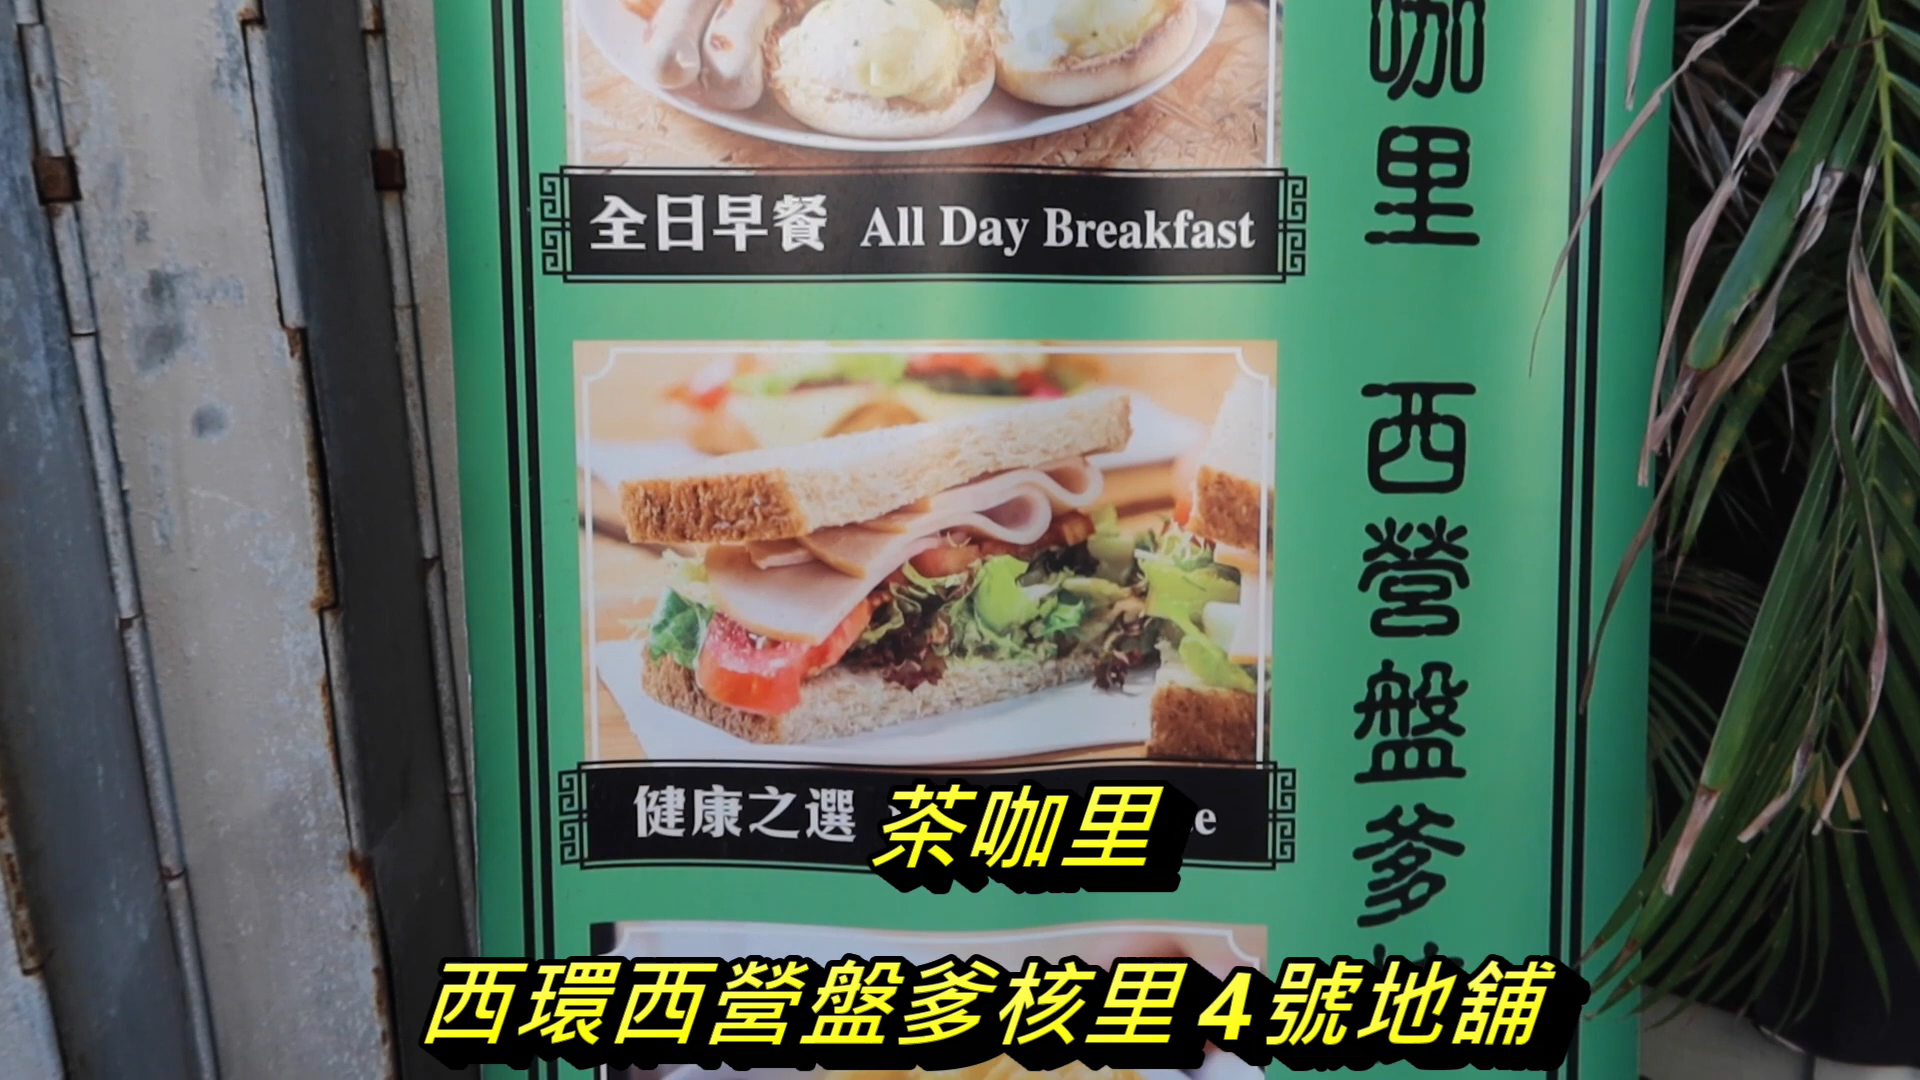 全日早餐 All Day Breakfast
健康之選
咖里 西營盤爹核
茶咖里
西環西營盤爹核里4號地舖